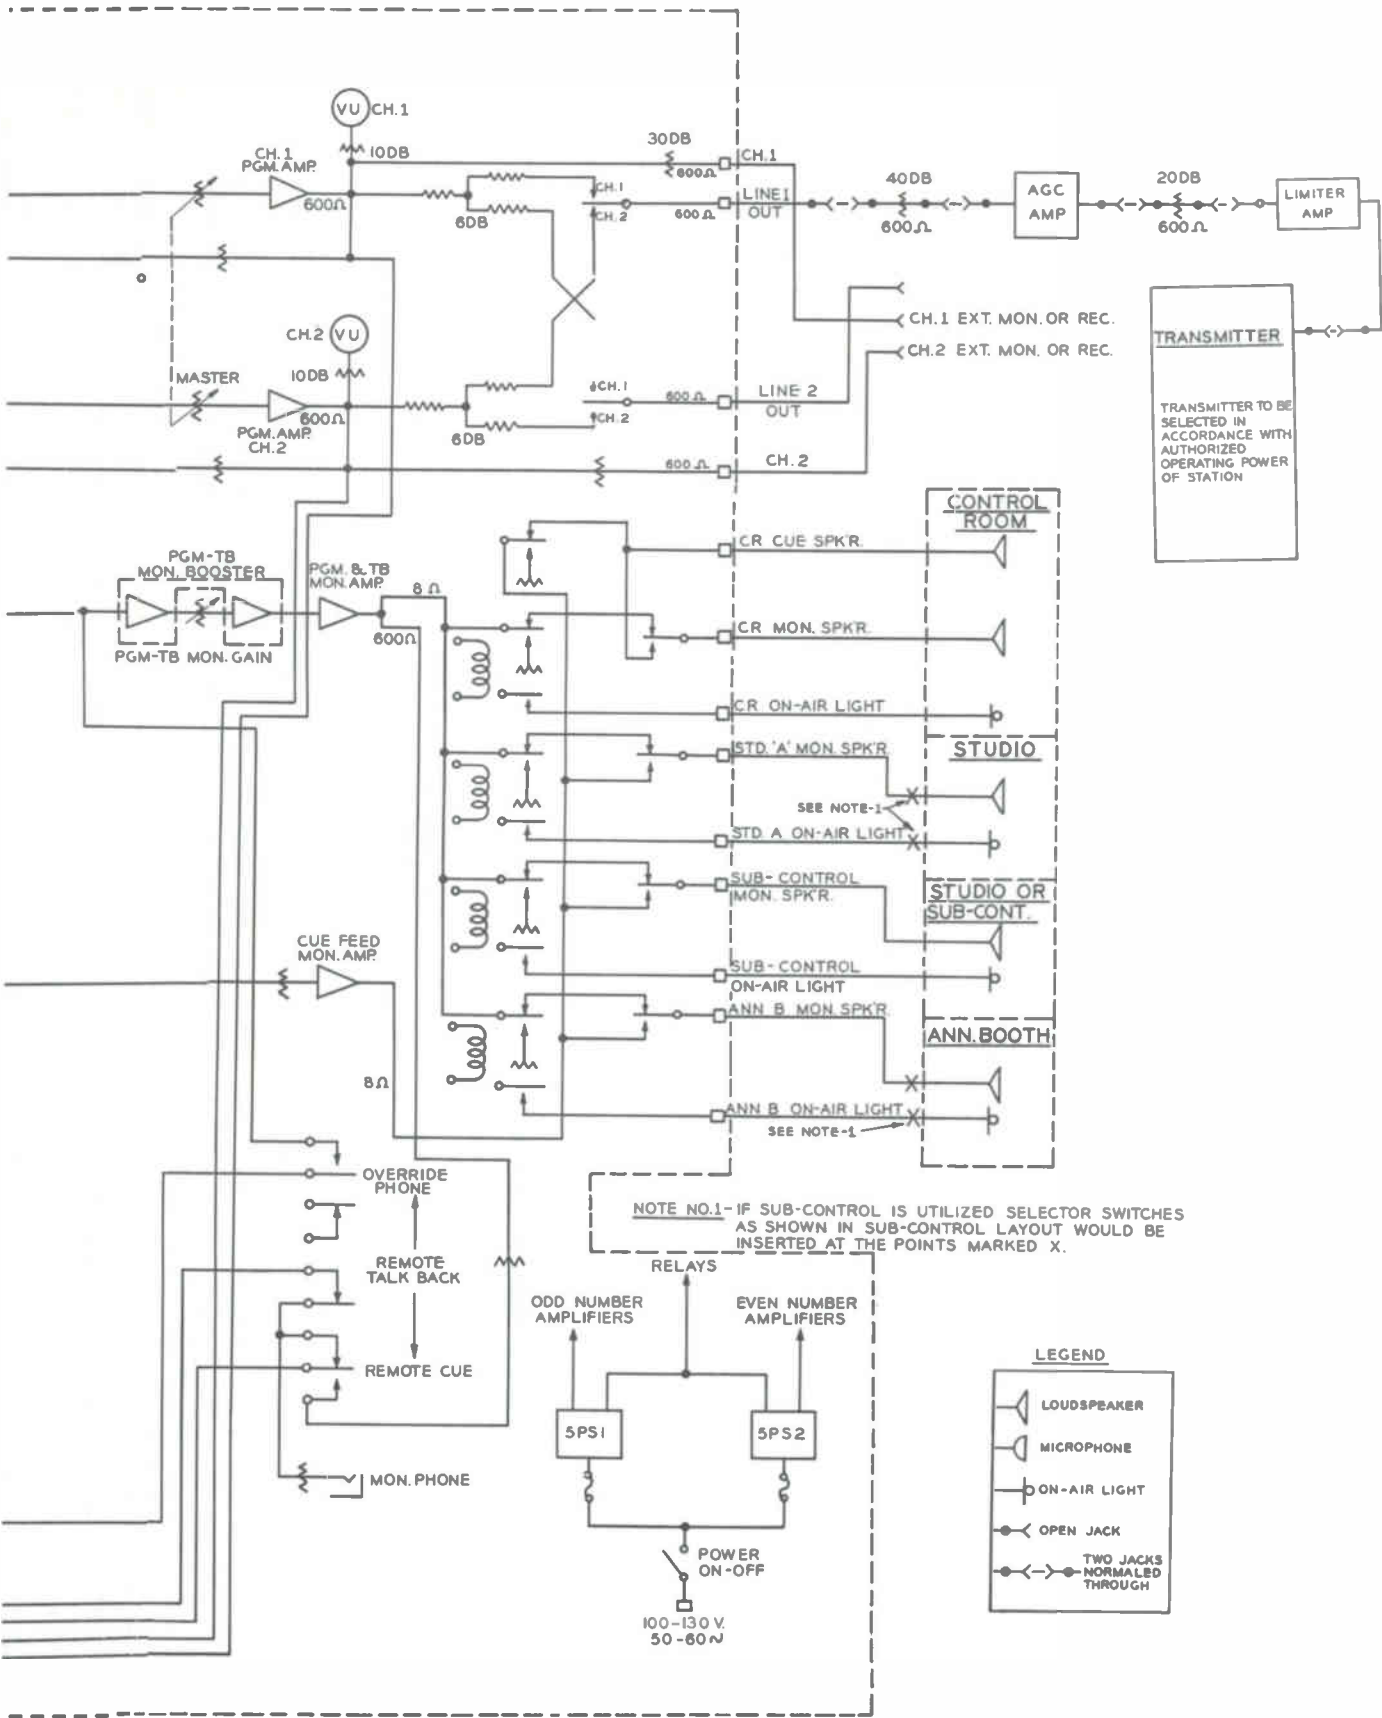 VU CH.1
10DB
CH.1
PGM.AMP.
600Ω
30DB
600Ω
CH.1
6DB
CH.1
CH.2
600Ω
LINE 1
OUT
40DB
600Ω
AGC
AMP
20DB
600Ω
LIMITER
AMP
CH.1 EXT. MON. OR REC.
CH.2 EXT. MON. OR REC.
TRANSMITTER
TRANSMITTER TO BE
SELECTED IN
ACCORDANCE WITH
AUTHORIZED
OPERATING POWER
OF STATION
CH.2 VU
10DB
MASTER
600Ω
PGM.AMP.
CH.2
6DB
CH.1
CH.2
600Ω
LINE 2
OUT
600Ω
CH.2
CONTROL
ROOM
CR CUE SPK'R.
PGM-TB
MON. BOOSTER
PGM. & TB
MON. AMP.
8Ω
600Ω
PGM-TB MON. GAIN
CR MON. SPK'R.
CR ON-AIR LIGHT
STD. 'A' MON. SPK'R.
STUDIO
SEE NOTE-1
STD. A ON-AIR LIGHT
SUB-CONTROL
MON. SPK'R.
STUDIO OR
SUB-CONT.
CUE FEED
MON. AMP.
SUB-CONTROL
ON-AIR LIGHT
ANN B MON. SPK'R.
ANN. BOOTH
8Ω
ANN B ON-AIR LIGHT
SEE NOTE-1
OVERRIDE
PHONE
REMOTE
TALK BACK
REMOTE CUE
MON. PHONE
NOTE NO.1-IF SUB-CONTROL IS UTILIZED SELECTOR SWITCHES
AS SHOWN IN SUB-CONTROL LAYOUT WOULD BE
INSERTED AT THE POINTS MARKED X.
RELAYS
ODD NUMBER
AMPLIFIERS
EVEN NUMBER
AMPLIFIERS
5PS1
5PS2
POWER
ON-OFF
100-130 V.
50-60~
LEGEND
LOUDSPEAKER
MICROPHONE
ON-AIR LIGHT
OPEN JACK
TWO JACKS
NORMALED
THROUGH